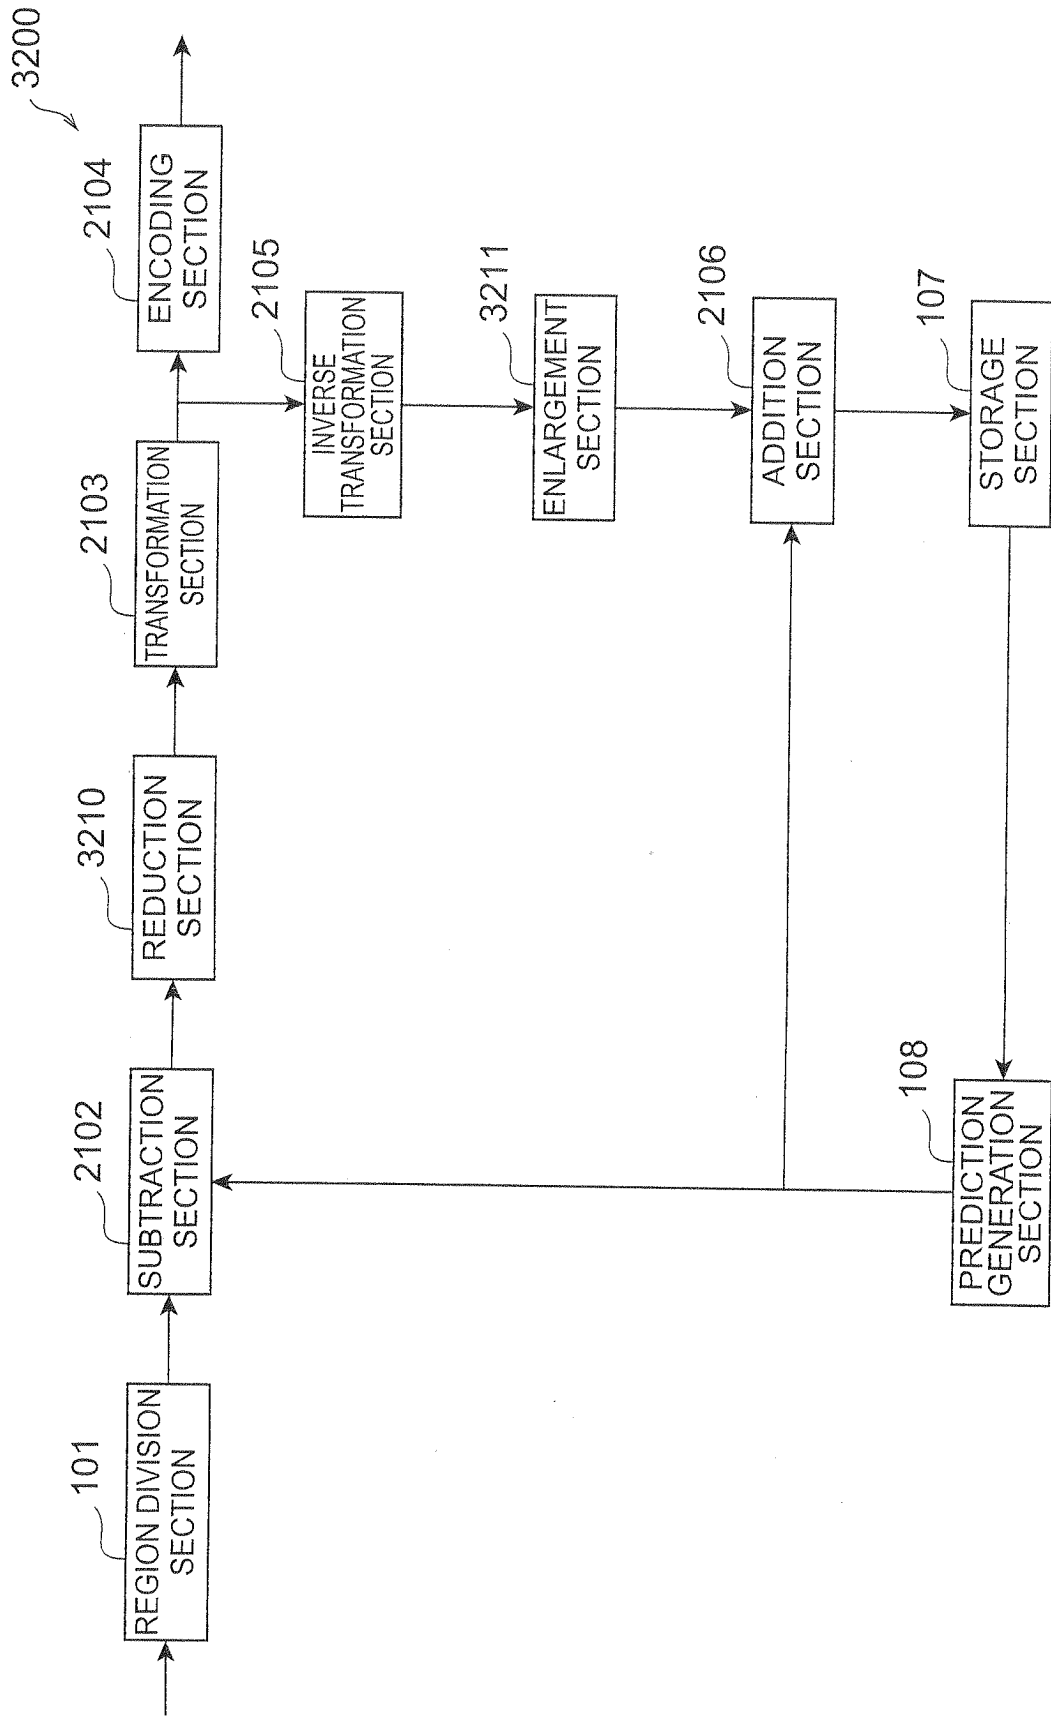 3200
101
REGION DIVISION
SECTION
2102
SUBTRACTION
SECTION
3210
REDUCTION
SECTION
2103
TRANSFORMATION
SECTION
2104
ENCODING
SECTION
2105
INVERSE
TRANSFORMATION
SECTION
3211
ENLARGEMENT
SECTION
2106
ADDITION
SECTION
107
STORAGE
SECTION
108
PREDICTION
GENERATION
SECTION